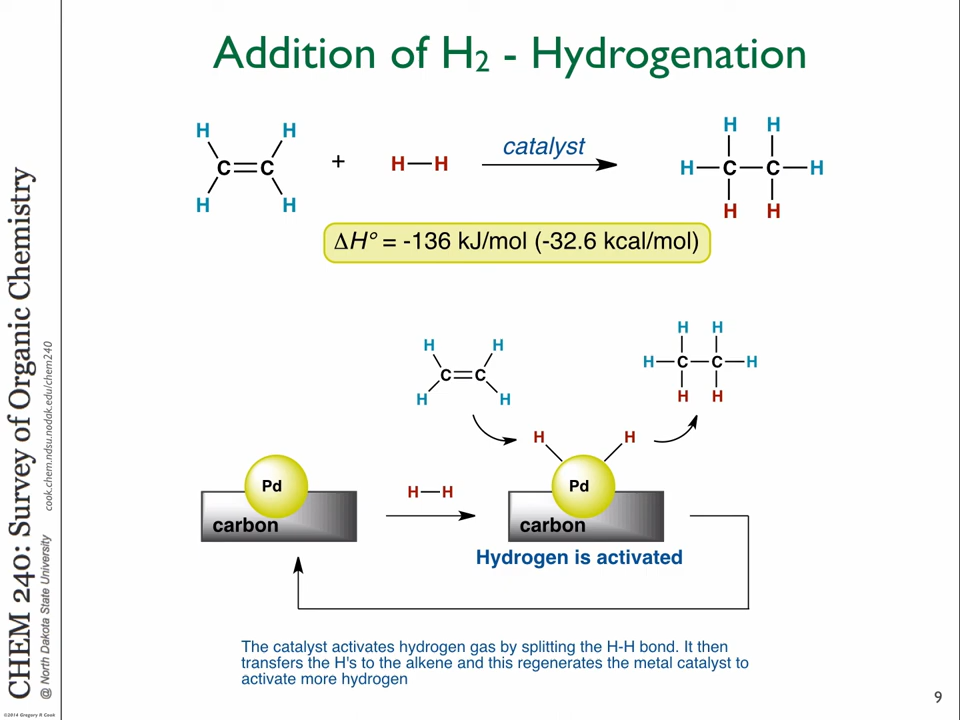 Addition of H2 - Hydrogenation
H H H H
C C + H H catalyst H C C H
H H H H
ΔH° = -136 kJ/mol (-32.6 kcal/mol)
H H H H
C C H C C H
H H H H
H H
Pd H H Pd
carbon carbon
Hydrogen is activated
The catalyst activates hydrogen gas by splitting the H-H bond. It then
transfers the H's to the alkene and this regenerates the metal catalyst to
activate more hydrogen
9
CHEM 240: Survey of Organic Chemistry
@ North Dakota State University cook.chem.ndsu.nodak.edu/chem240
©2014 Gregory R Cook